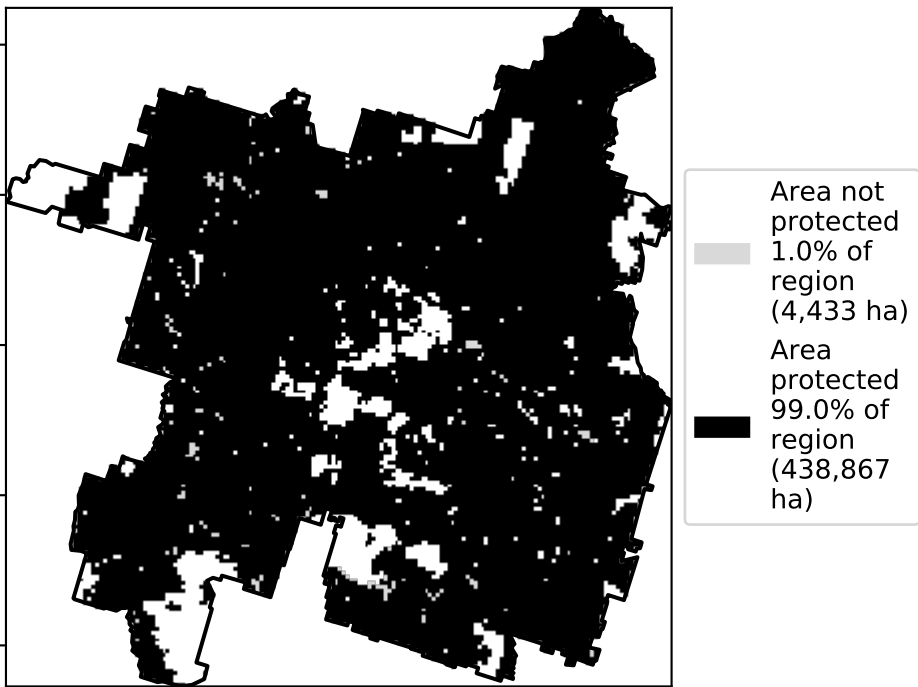 Area not
protected
1.0% of
region
(4,433 ha)
Area
protected
99.0% of
region
(438,867
ha)